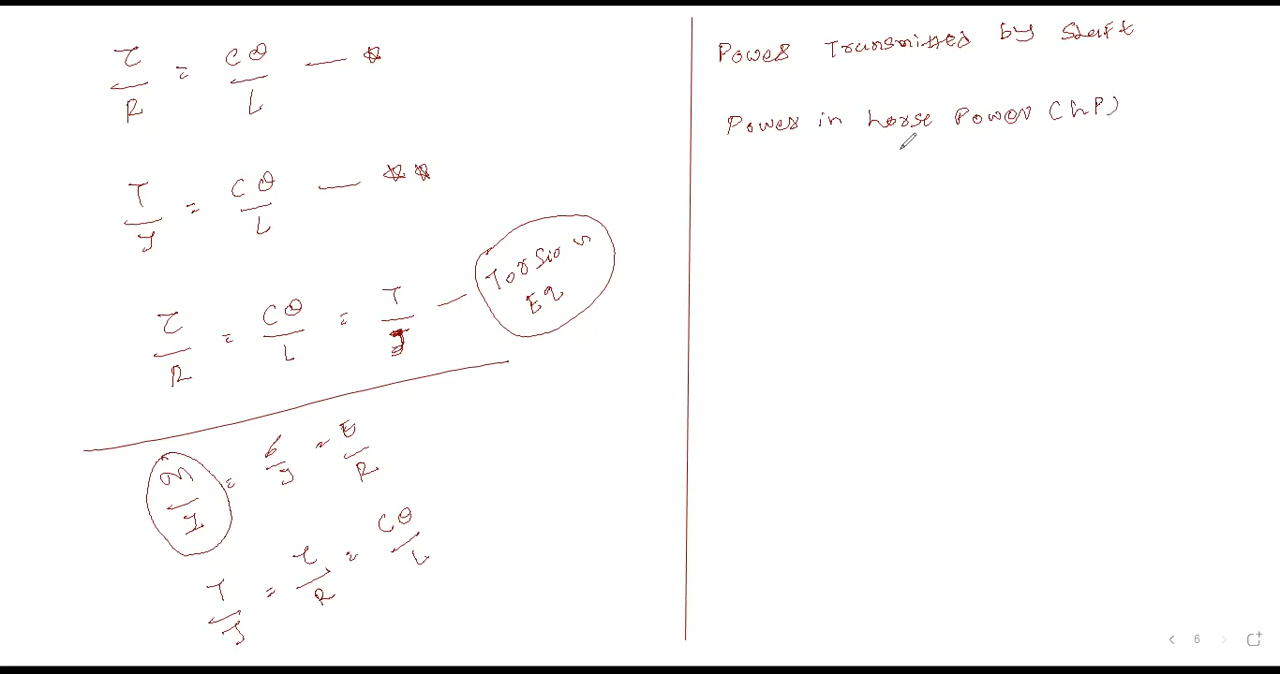 τ/R = Cθ/L — *
T/J = Cθ/L — **
τ/R = Cθ/L = T/J — Torsion Eq
M/I = σ/y = E/R
T/J = τ/R = Cθ/L
Power Transmitted by Shaft
Power in horse Power (hP)
6